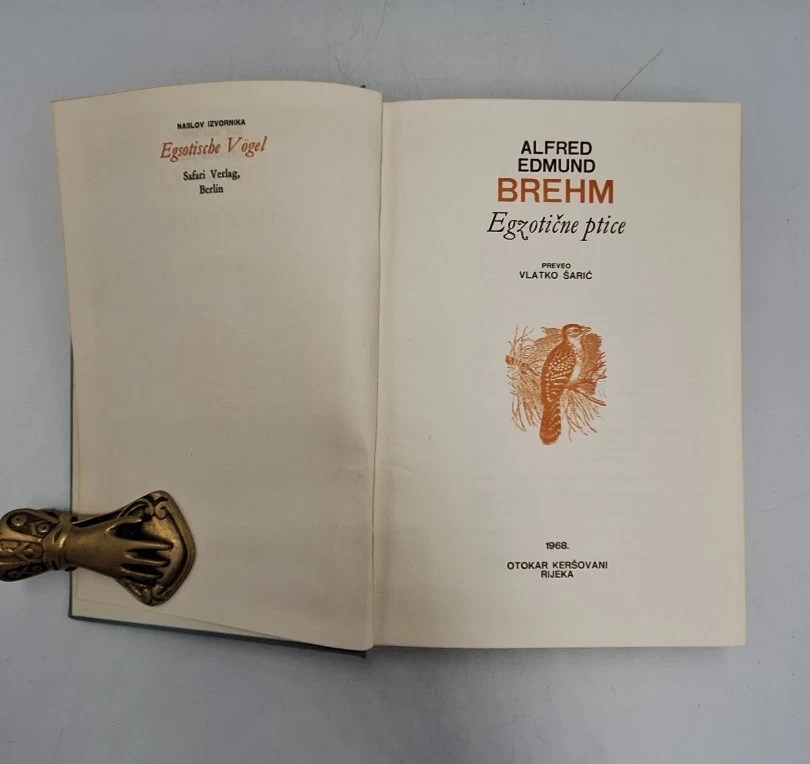 NASLOV IZVORNIKA
Egsotische Vögel
Safari Verlag,
Berlin
ALFRED
EDMUND
BREHM
Egzotične ptice
PREVEO
VLATKO ŠARIĆ
1968.
OTOKAR KERŠOVANI
RIJEKA